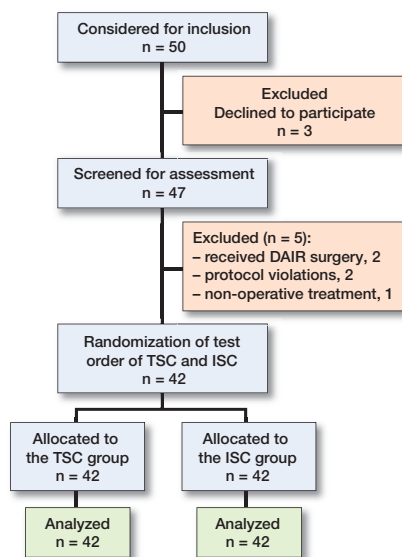 Considered for inclusion
n = 50
Excluded
Declined to participate
n = 3
Screened for assessment
n = 47
Excluded (n = 5):
– received DAIR surgery, 2
– protocol violations, 2
– non-operative treatment, 1
Randomization of test
order of TSC and ISC
n = 42
Allocated to
the TSC group
n = 42
Allocated to
the ISC group
n = 42
Analyzed
n = 42
Analyzed
n = 42